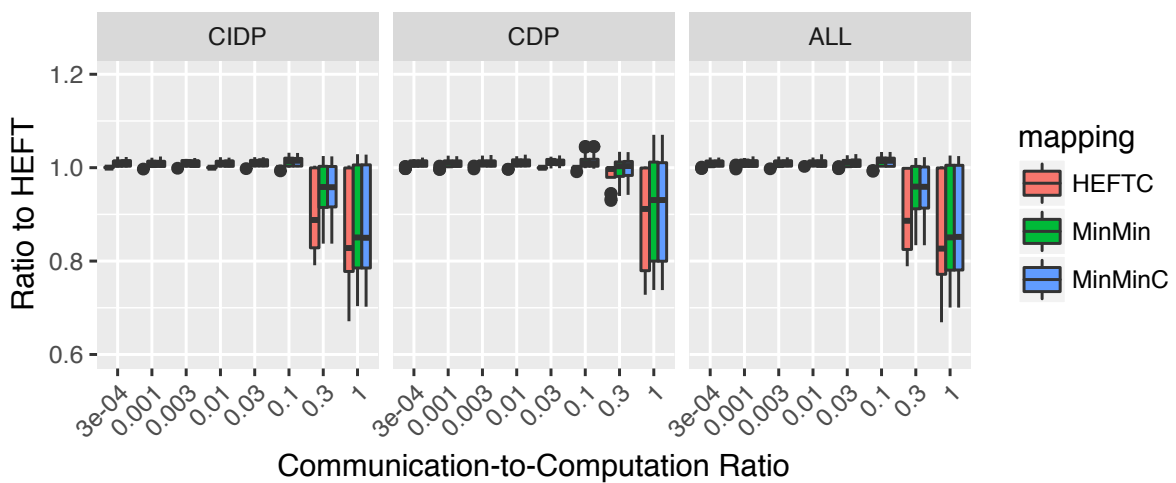 CIDP CDP ALL
1.2
1.0
0.8
0.6
Ratio to HEFT
3e-04 0.001 0.003 0.01 0.03 0.1 0.3 1
3e-04 0.001 0.003 0.01 0.03 0.1 0.3 1
3e-04 0.001 0.003 0.01 0.03 0.1 0.3 1
Communication-to-Computation Ratio
mapping
HEFTC
MinMin
MinMinC